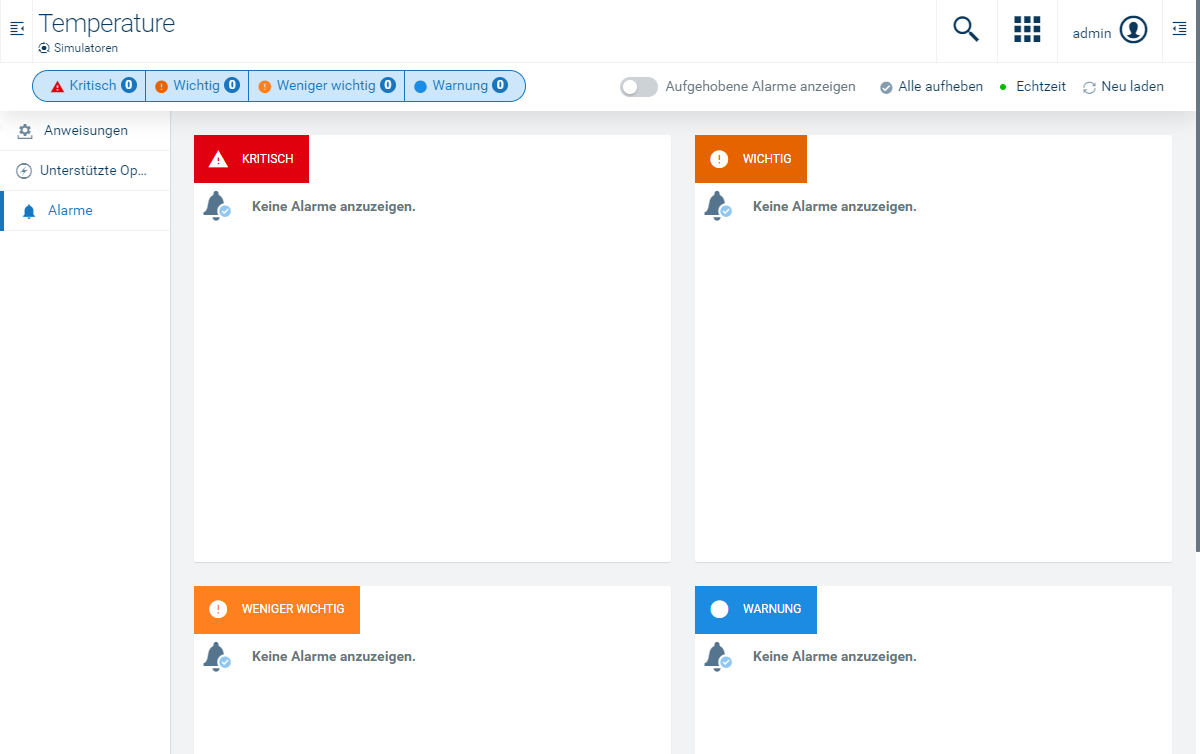 Temperature
Simulatoren
admin
Kritisch 0 Wichtig 0 Weniger wichtig 0 Warnung 0
Aufgehobene Alarme anzeigen Alle aufheben Echtzeit Neu laden
Anweisungen
Unterstützte Op...
Alarme
KRITISCH
Keine Alarme anzuzeigen.
WICHTIG
Keine Alarme anzuzeigen.
WENIGER WICHTIG
Keine Alarme anzuzeigen.
WARNUNG
Keine Alarme anzuzeigen.